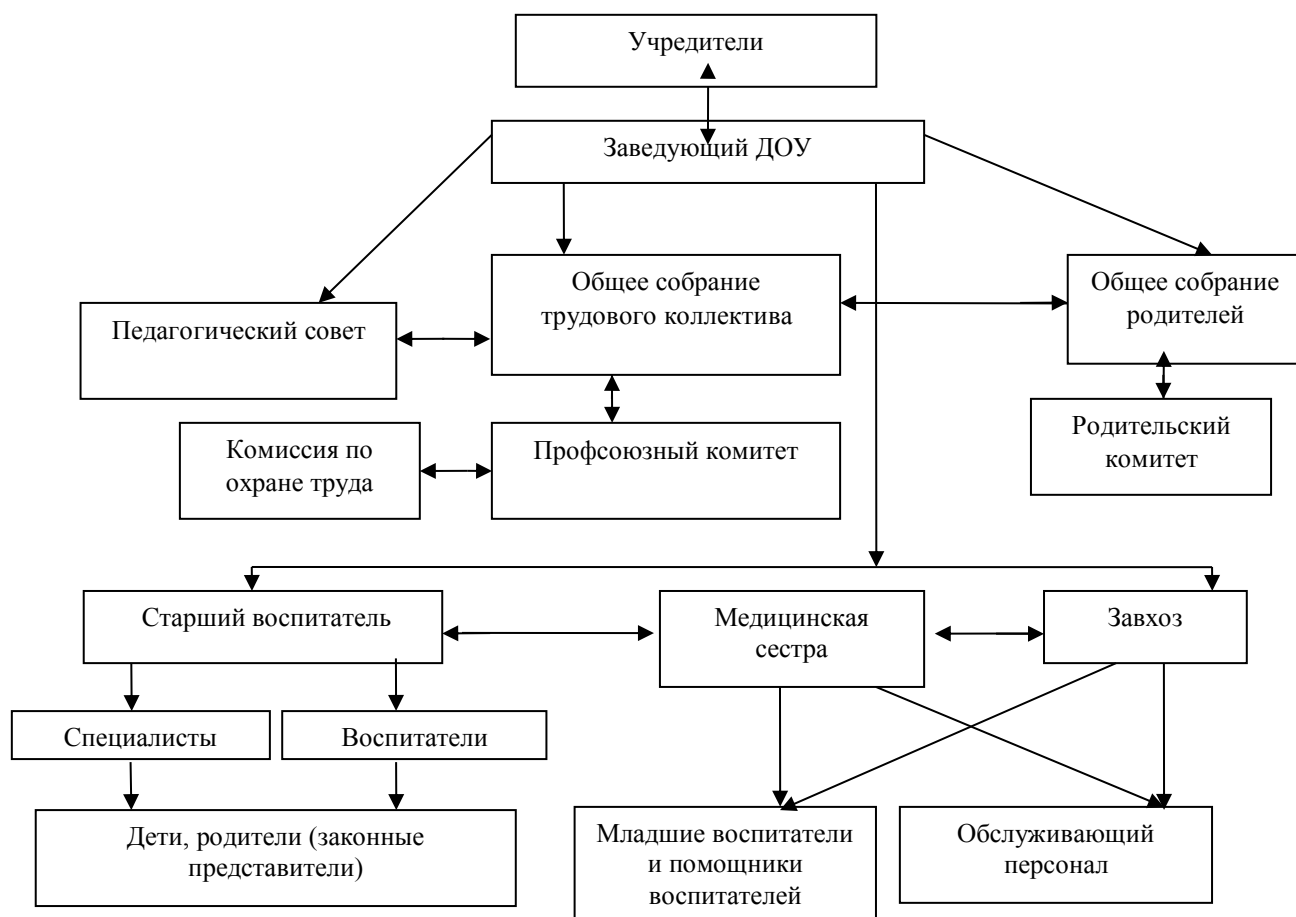 Учредители
Заведующий ДОУ
Общее собрание
трудового коллектива
Общее собрание
родителей
Педагогический совет
Комиссия по
охране труда
Профсоюзный комитет
Родительский
комитет
Старший воспитатель
Медицинская
сестра
Завхоз
Специалисты
Воспитатели
Дети, родители (законные
представители)
Младшие воспитатели
и помощники
воспитателей
Обслуживающий
персонал